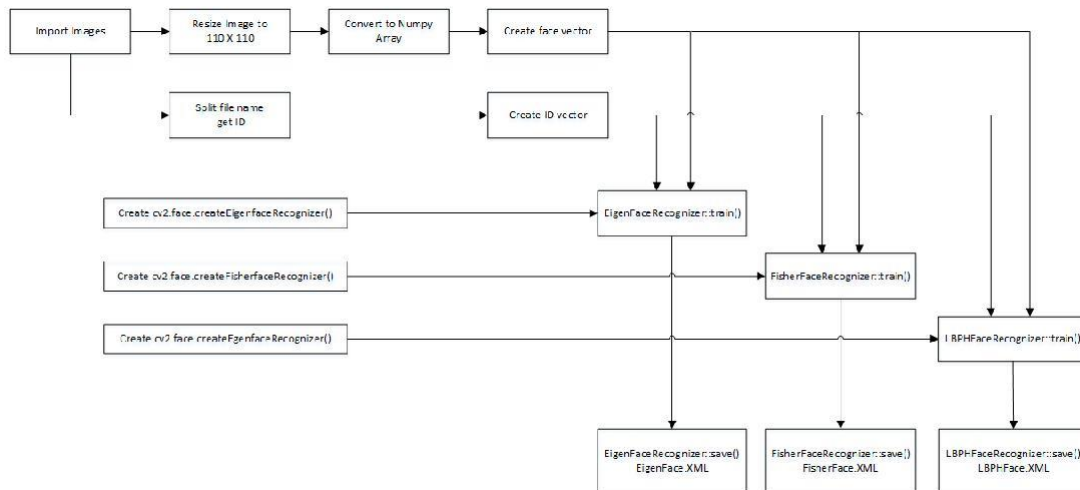 Import Images
Resize Image to
110 X 110
Convert to Numpy
Array
Create face vector
Split file name
get ID
Create ID vector
Create cv2.face.createEigenfaceRecognizer()
EigenFaceRecognizer::train()
Create cv2.face.createFisherfaceRecognizer()
FisherFaceRecognizer::train()
Create cv2.face.createEgenfaceRecognizer()
LBPHFaceRecognizer::train()
EigenFaceRecognizer::save()
EigenFace.XML
FisherFaceRecognizer::save()
FisherFace.XML
LBPHFaceRecognizer::save()
LBPHFace.XML